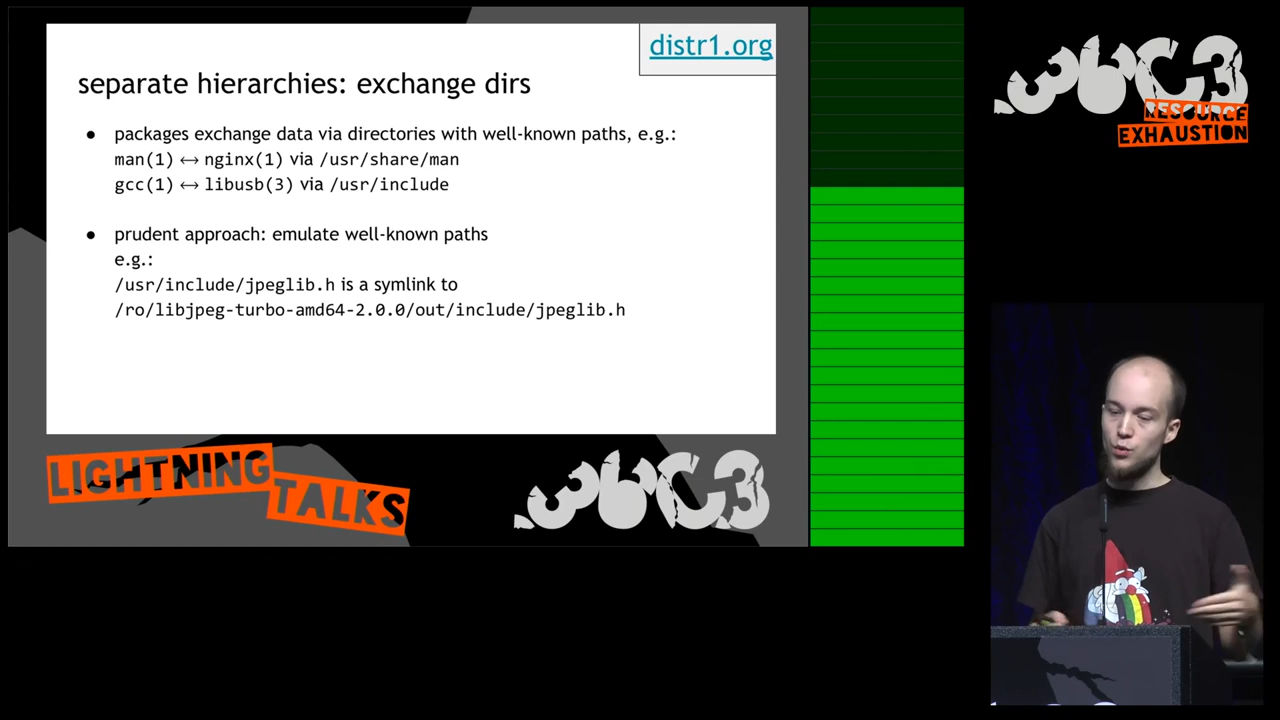 distr1.org
separate hierarchies: exchange dirs
● packages exchange data via directories with well-known paths, e.g.:
man(1) ↔ nginx(1) via /usr/share/man
gcc(1) ↔ libusb(3) via /usr/include
● prudent approach: emulate well-known paths
e.g.:
/usr/include/jpeglib.h is a symlink to
/ro/libjpeg-turbo-amd64-2.0.0/out/include/jpeglib.h
LIGHTNING
TALKS
36C3
36C3
RESOURCE
EXHAUSTION